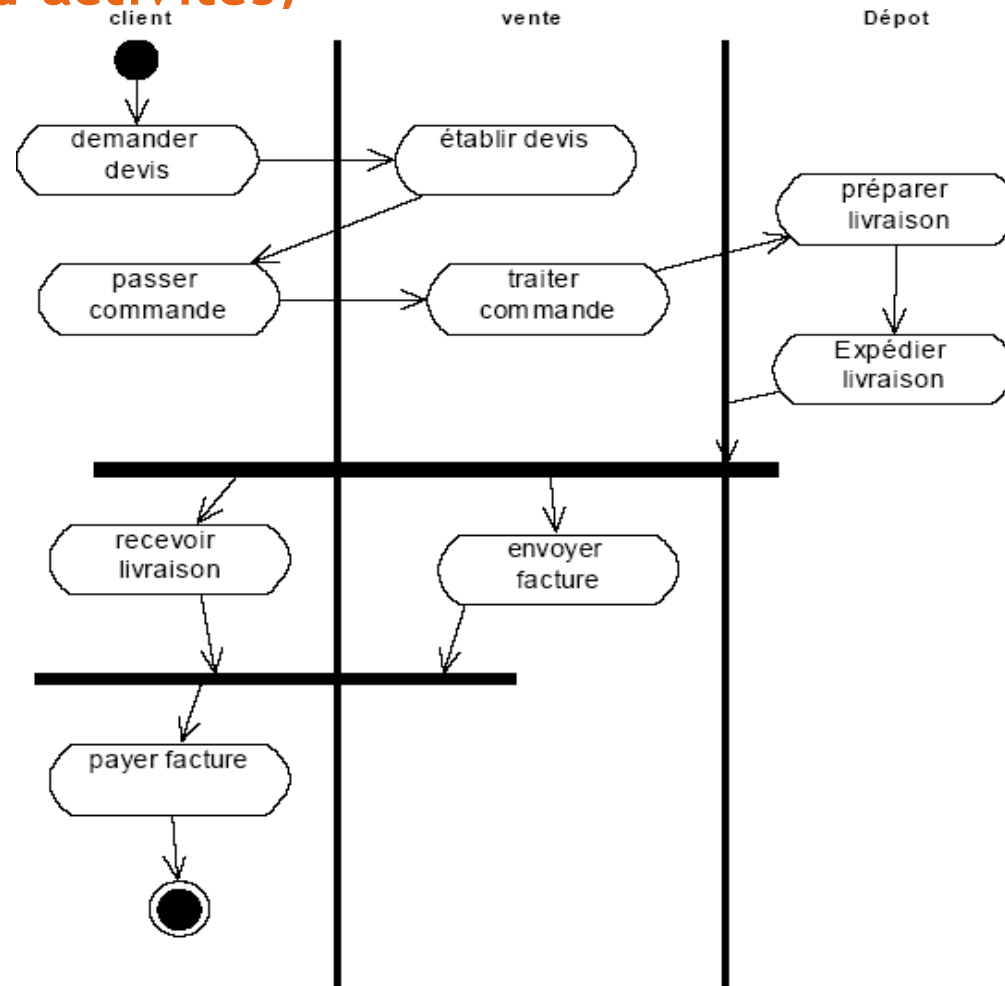 d'activités)
client
vente
Dépot
demander
devis
établir devis
préparer
livraison
passer
commande
traiter
commande
Expédier
livraison
recevoir
livraison
envoyer
facture
payer facture